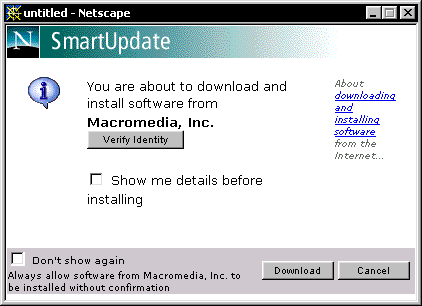 untitled - Netscape
N SmartUpdate
You are about to download and
install software from
Macromedia, Inc.
Verify Identity
Show me details before
installing
About
downloading
and
installing
software
from the
Internet...
Don't show again
Always allow software from Macromedia, Inc. to
be installed without confirmation
Download
Cancel